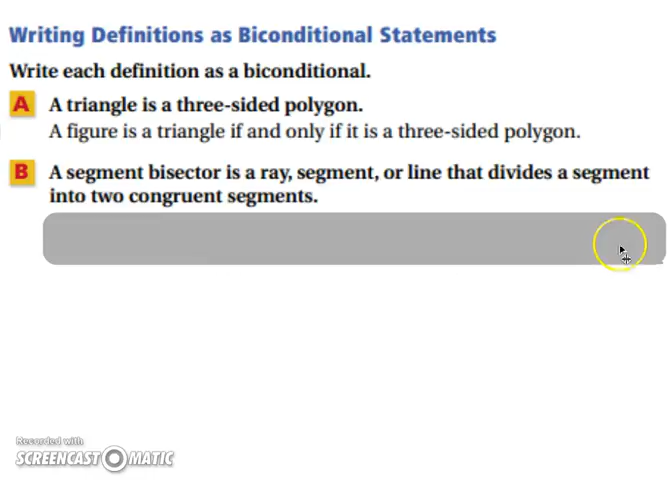 Writing Definitions as Biconditional Statements
Write each definition as a biconditional.
A A triangle is a three-sided polygon.
A figure is a triangle if and only if it is a three-sided polygon.
B A segment bisector is a ray, segment, or line that divides a segment
into two congruent segments.
Recorded with
SCREENCAST MATIC